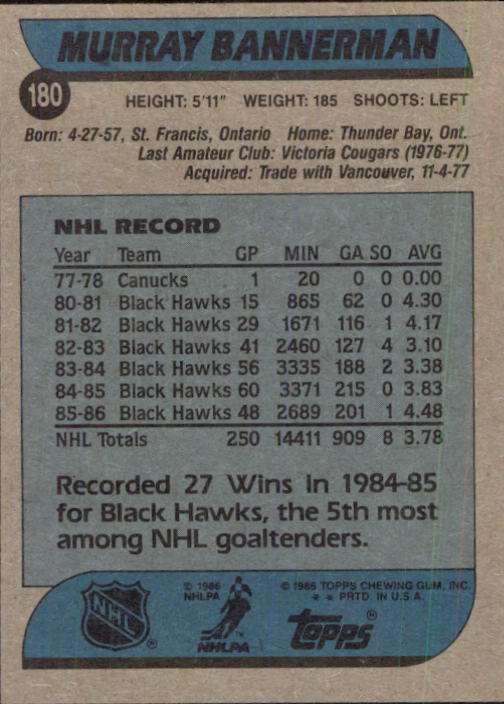 MURRAY BANNERMAN
180
HEIGHT: 5'11" WEIGHT: 185 SHOOTS: LEFT
Born: 4-27-57, St. Francis, Ontario Home: Thunder Bay, Ont.
Last Amateur Club: Victoria Cougars (1976-77)
Acquired: Trade with Vancouver, 11-4-77
NHL RECORD
Year Team GP MIN GA SO AVG
77-78 Canucks 1 20 0 0 0.00
80-81 Black Hawks 15 865 62 0 4.30
81-82 Black Hawks 29 1671 116 1 4.17
82-83 Black Hawks 41 2460 127 4 3.10
83-84 Black Hawks 56 3335 188 2 3.38
84-85 Black Hawks 60 3371 215 0 3.83
85-86 Black Hawks 48 2689 201 1 4.48
NHL Totals 250 14411 909 8 3.78
Recorded 27 Wins in 1984-85
for Black Hawks, the 5th most
among NHL goaltenders.
© 1986 © 1986 TOPPS CHEWING GUM, INC.
NHLPA * * PRTD. IN U.S.A.
NHL ® NHLPA ™ topps ®